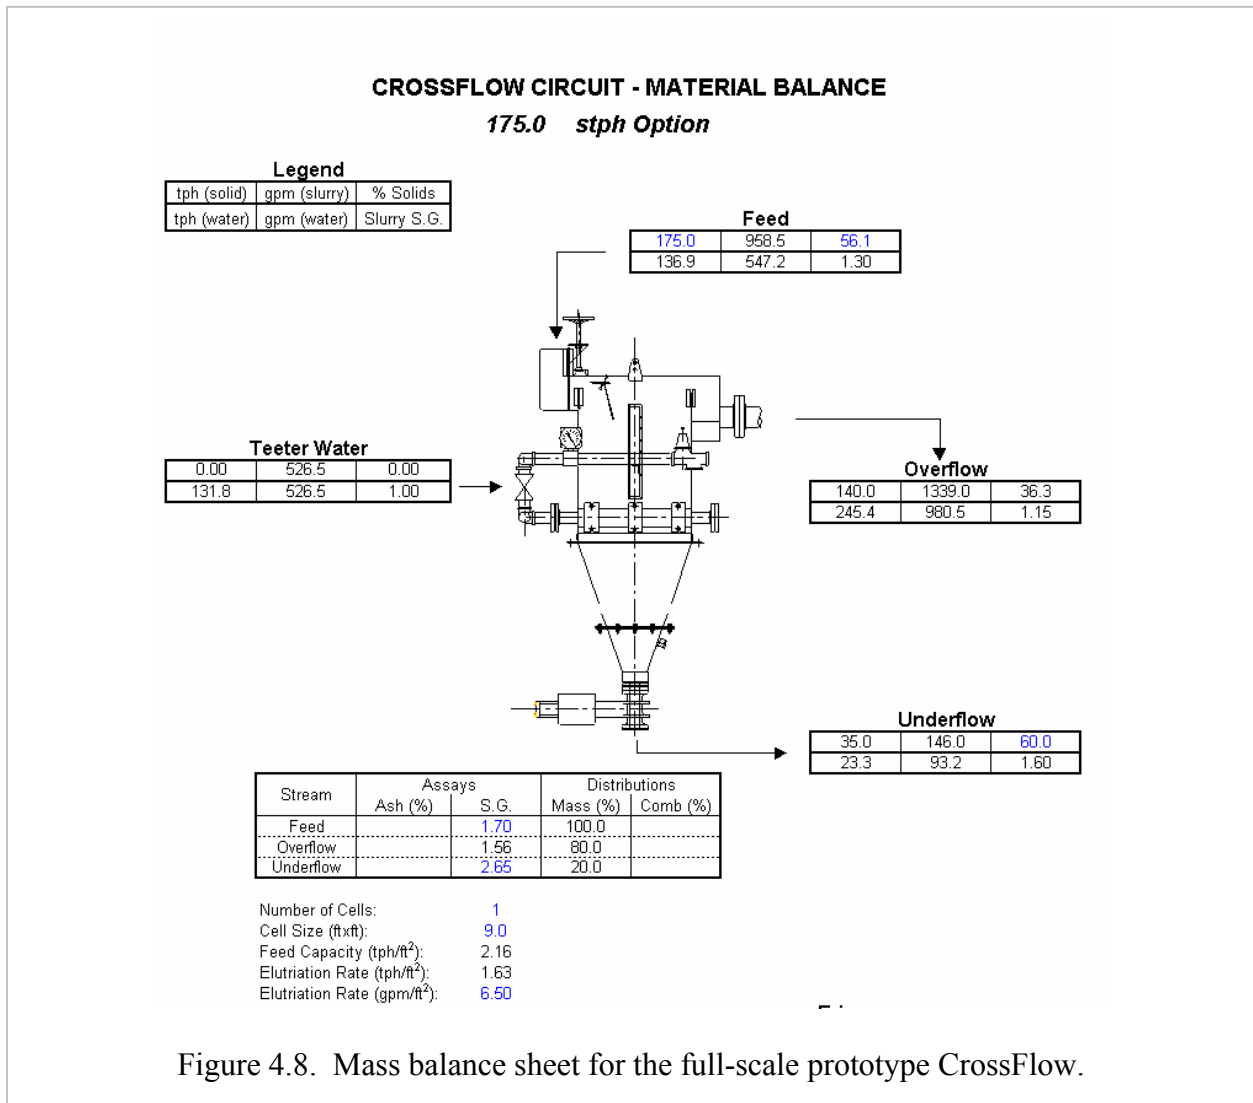 CROSSFLOW CIRCUIT - MATERIAL BALANCE
175.0 stph Option
Legend
tph (solid) gpm (slurry) % Solids
tph (water) gpm (water) Slurry S.G.
Feed
175.0 958.5 56.1
136.9 547.2 1.30
Teeter Water
0.00 526.5 0.00
131.8 526.5 1.00
Overflow
140.0 1339.0 36.3
245.4 980.5 1.15
Underflow
35.0 146.0 60.0
23.3 93.2 1.60
Stream Assays Distributions
Ash (%) S.G. Mass (%) Comb (%)
Feed 1.70 100.0
Overflow 1.56 80.0
Underflow 2.65 20.0
Number of Cells: 1
Cell Size (ftxft): 9.0
Feed Capacity (tph/ft²): 2.16
Elutriation Rate (tph/ft²): 1.63
Elutriation Rate (gpm/ft²): 6.50
Figure 4.8. Mass balance sheet for the full-scale prototype CrossFlow.